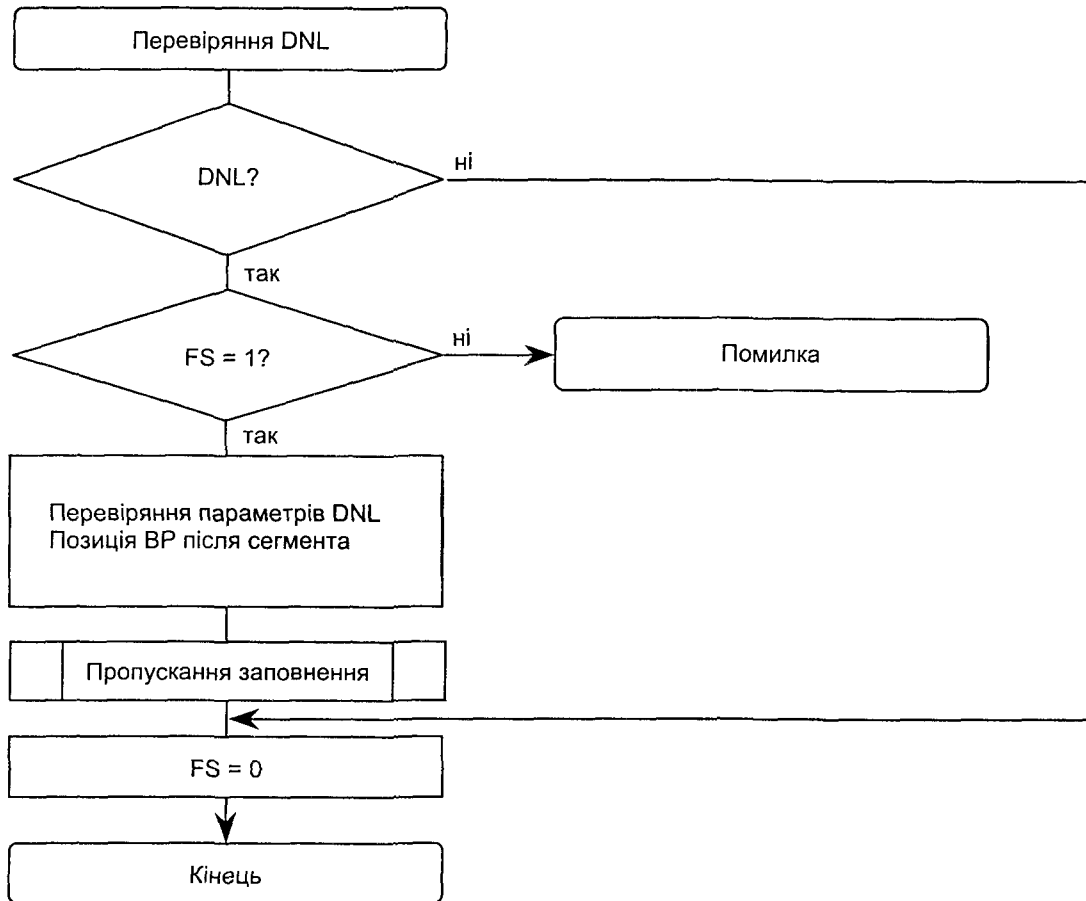 Перевіряння DNL
DNL?
ні
так
FS = 1?
ні
Помилка
так
Перевіряння параметрів DNL
Позиція BP після сегмента
Пропускання заповнення
FS = 0
Кінець